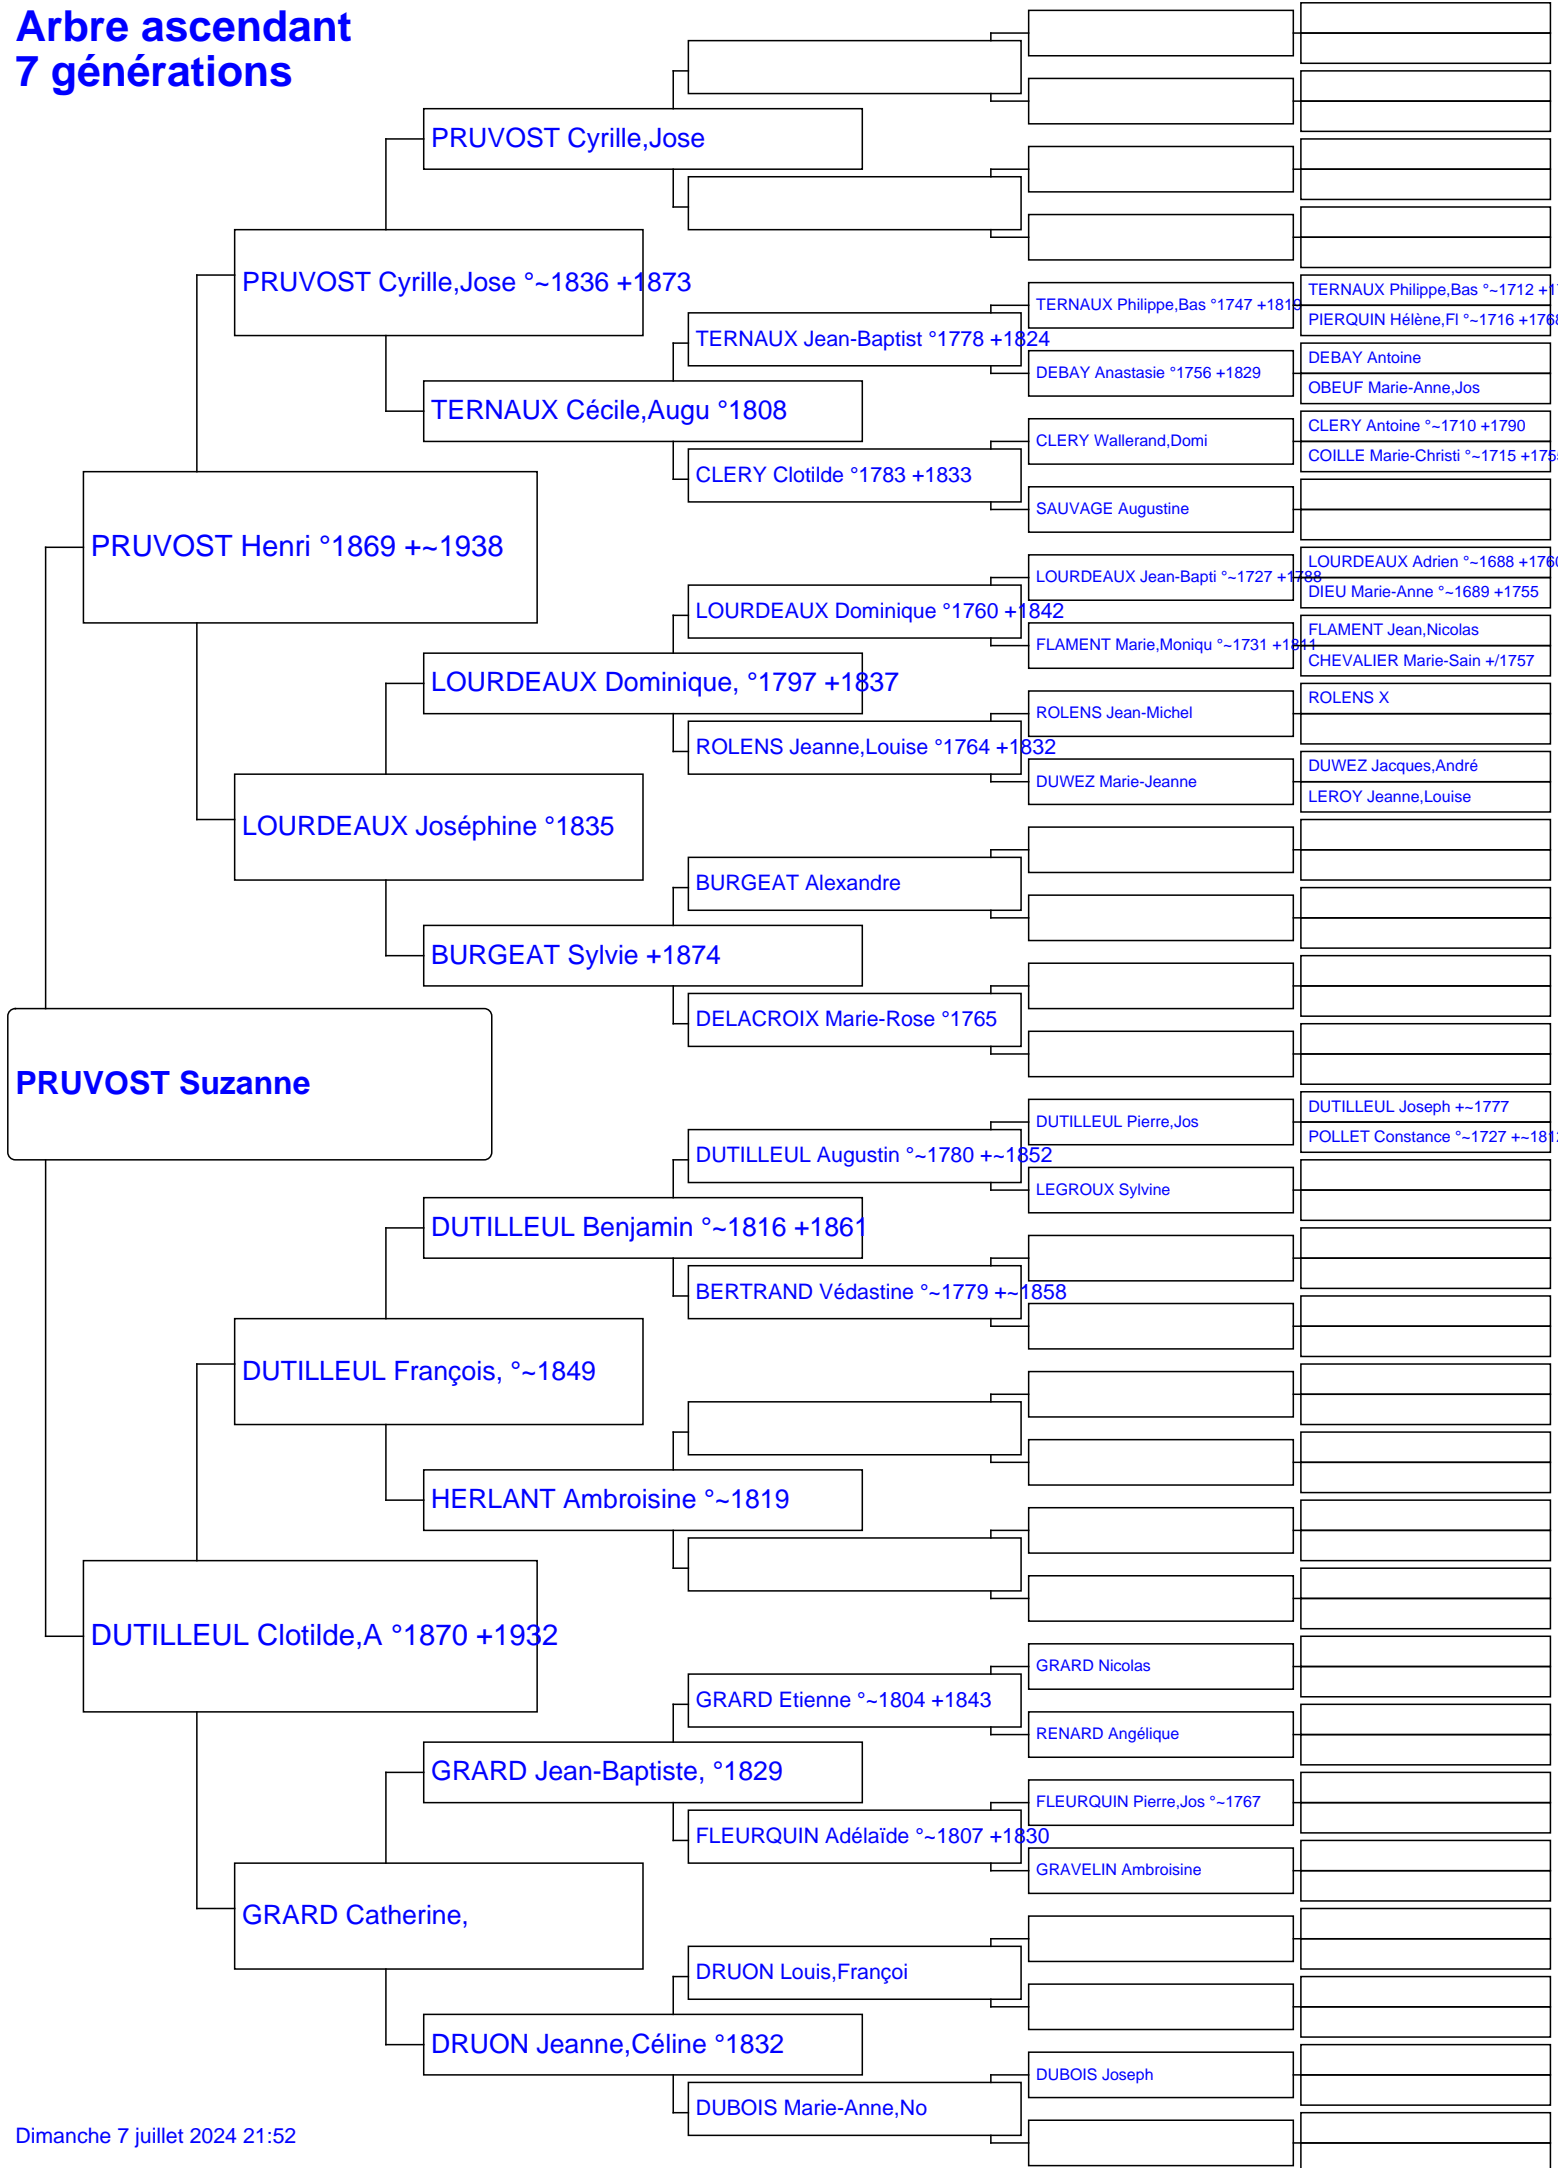 Arbre ascendant
7 générations
PRUVOST Cyrille,Jose
PRUVOST Cyrille,Jose °~1836 +1873
TERNAUX Philippe,Bas °1747 +1819
TERNAUX Philippe,Bas °~1712 +1
PIERQUIN Hélène,Fl °~1716 +1768
TERNAUX Jean-Baptist °1778 +1824
DEBAY Anastasie °1756 +1829
DEBAY Antoine
OBEUF Marie-Anne,Jos
TERNAUX Cécile,Augu °1808
CLERY Wallerand,Domi
CLERY Antoine °~1710 +1790
COILLE Marie-Christi °~1715 +1755
CLERY Clotilde °1783 +1833
SAUVAGE Augustine
PRUVOST Henri °1869 +~1938
LOURDEAUX Jean-Bapti °~1727 +1788
LOURDEAUX Adrien °~1688 +1760
DIEU Marie-Anne °~1689 +1755
LOURDEAUX Dominique °1760 +1842
FLAMENT Marie,Moniqu °~1731 +1811
FLAMENT Jean,Nicolas
CHEVALIER Marie-Sain +/1757
LOURDEAUX Dominique, °1797 +1837
ROLENS Jean-Michel
ROLENS X
ROLENS Jeanne,Louise °1764 +1832
DUWEZ Marie-Jeanne
DUWEZ Jacques,André
LEROY Jeanne,Louise
LOURDEAUX Joséphine °1835
BURGEAT Alexandre
BURGEAT Sylvie +1874
DELACROIX Marie-Rose °1765
PRUVOST Suzanne
DUTILLEUL Pierre,Jos
DUTILLEUL Joseph +~1777
POLLET Constance °~1727 +~1812
DUTILLEUL Augustin °~1780 +~1852
LEGROUX Sylvine
DUTILLEUL Benjamin °~1816 +1861
BERTRAND Védastine °~1779 +~1858
DUTILLEUL François, °~1849
HERLANT Ambroisine °~1819
DUTILLEUL Clotilde,A °1870 +1932
GRARD Nicolas
GRARD Etienne °~1804 +1843
RENARD Angélique
GRARD Jean-Baptiste, °1829
FLEURQUIN Pierre,Jos °~1767
FLEURQUIN Adélaïde °~1807 +1830
GRAVELIN Ambroisine
GRARD Catherine,
DRUON Louis,Françoi
DRUON Jeanne,Céline °1832
DUBOIS Joseph
DUBOIS Marie-Anne,No
Dimanche 7 juillet 2024 21:52